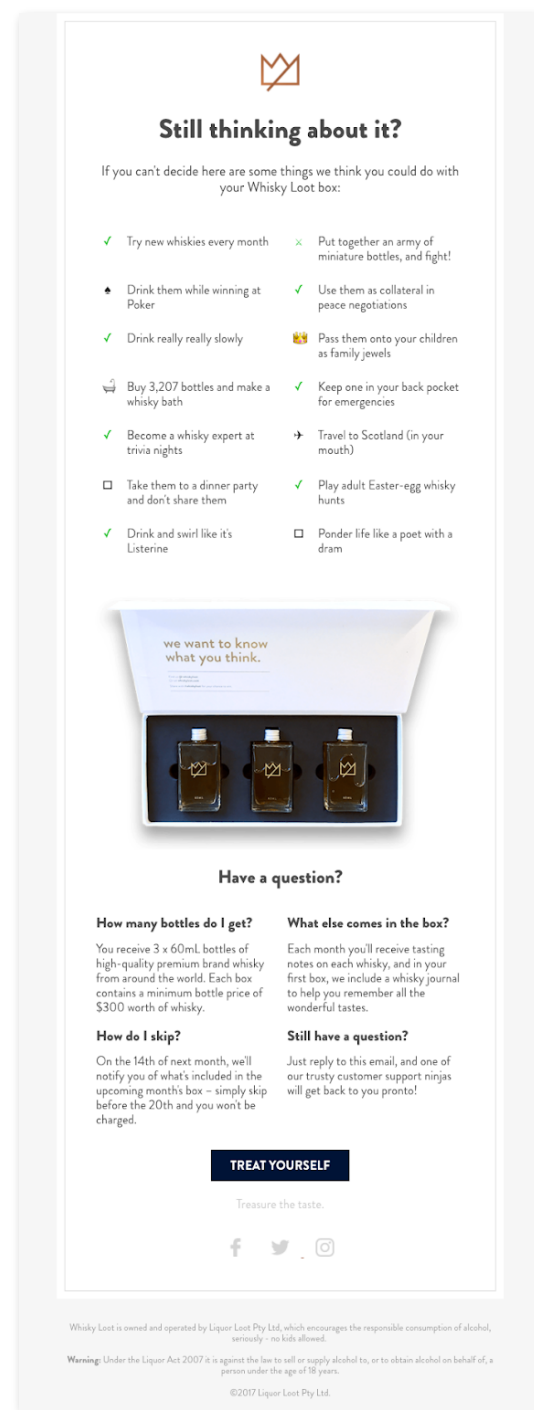 Still thinking about it?
If you can't decide here are some things we think you could do with
your Whisky Loot box:
✓ Try new whiskies every month
⚔ Put together an army of
miniature bottles, and fight!
♠ Drink them while winning at
Poker
✓ Use them as collateral in
peace negotiations
✓ Drink really really slowly
👑 Pass them onto your children
as family jewels
🛁 Buy 3,207 bottles and make a
whisky bath
✓ Keep one in your back pocket
for emergencies
✓ Become a whisky expert at
trivia nights
✈ Travel to Scotland (in your
mouth)
☐ Take them to a dinner party
and don't share them
✓ Play adult Easter-egg whisky
hunts
✓ Drink and swirl like it's
Listerine
☐ Ponder life like a poet with a
dram
we want to know
what you think.
Have a question?
How many bottles do I get?
You receive 3 x 60mL bottles of
high-quality premium brand whisky
from around the world. Each box
contains a minimum bottle price of
$300 worth of whisky.
What else comes in the box?
Each month you'll receive tasting
notes on each whisky, and in your
first box, we include a whisky journal
to help you remember all the
wonderful tastes.
How do I skip?
On the 14th of next month, we'll
notify you of what's included in the
upcoming month's box – simply skip
before the 20th and you won't be
charged.
Still have a question?
Just reply to this email, and one of
our trusty customer support ninjas
will get back to you pronto!
TREAT YOURSELF
Treasure the taste.
Whisky Loot is owned and operated by Liquor Loot Pty Ltd, which encourages the responsible consumption of alcohol,
seriously - no kids allowed.
Warning: Under the Liquor Act 2007 it is against the law to sell or supply alcohol to, or to obtain alcohol on behalf of, a
person under the age of 18 years.
©2017 Liquor Loot Pty Ltd.